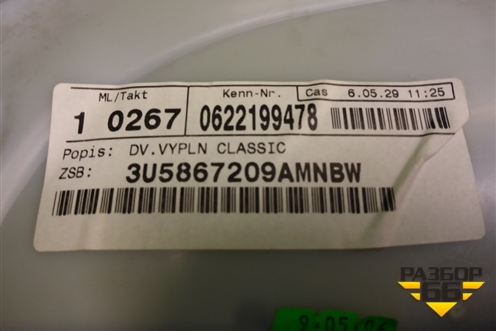 ML/Takt Kenn-Nr. Cas 6.05.29 11:25
1 0267 0622199478
Popis: DV.VYPLN CLASSIC
ZSB: 3U5867209AMNBW
РАЗБОР
66